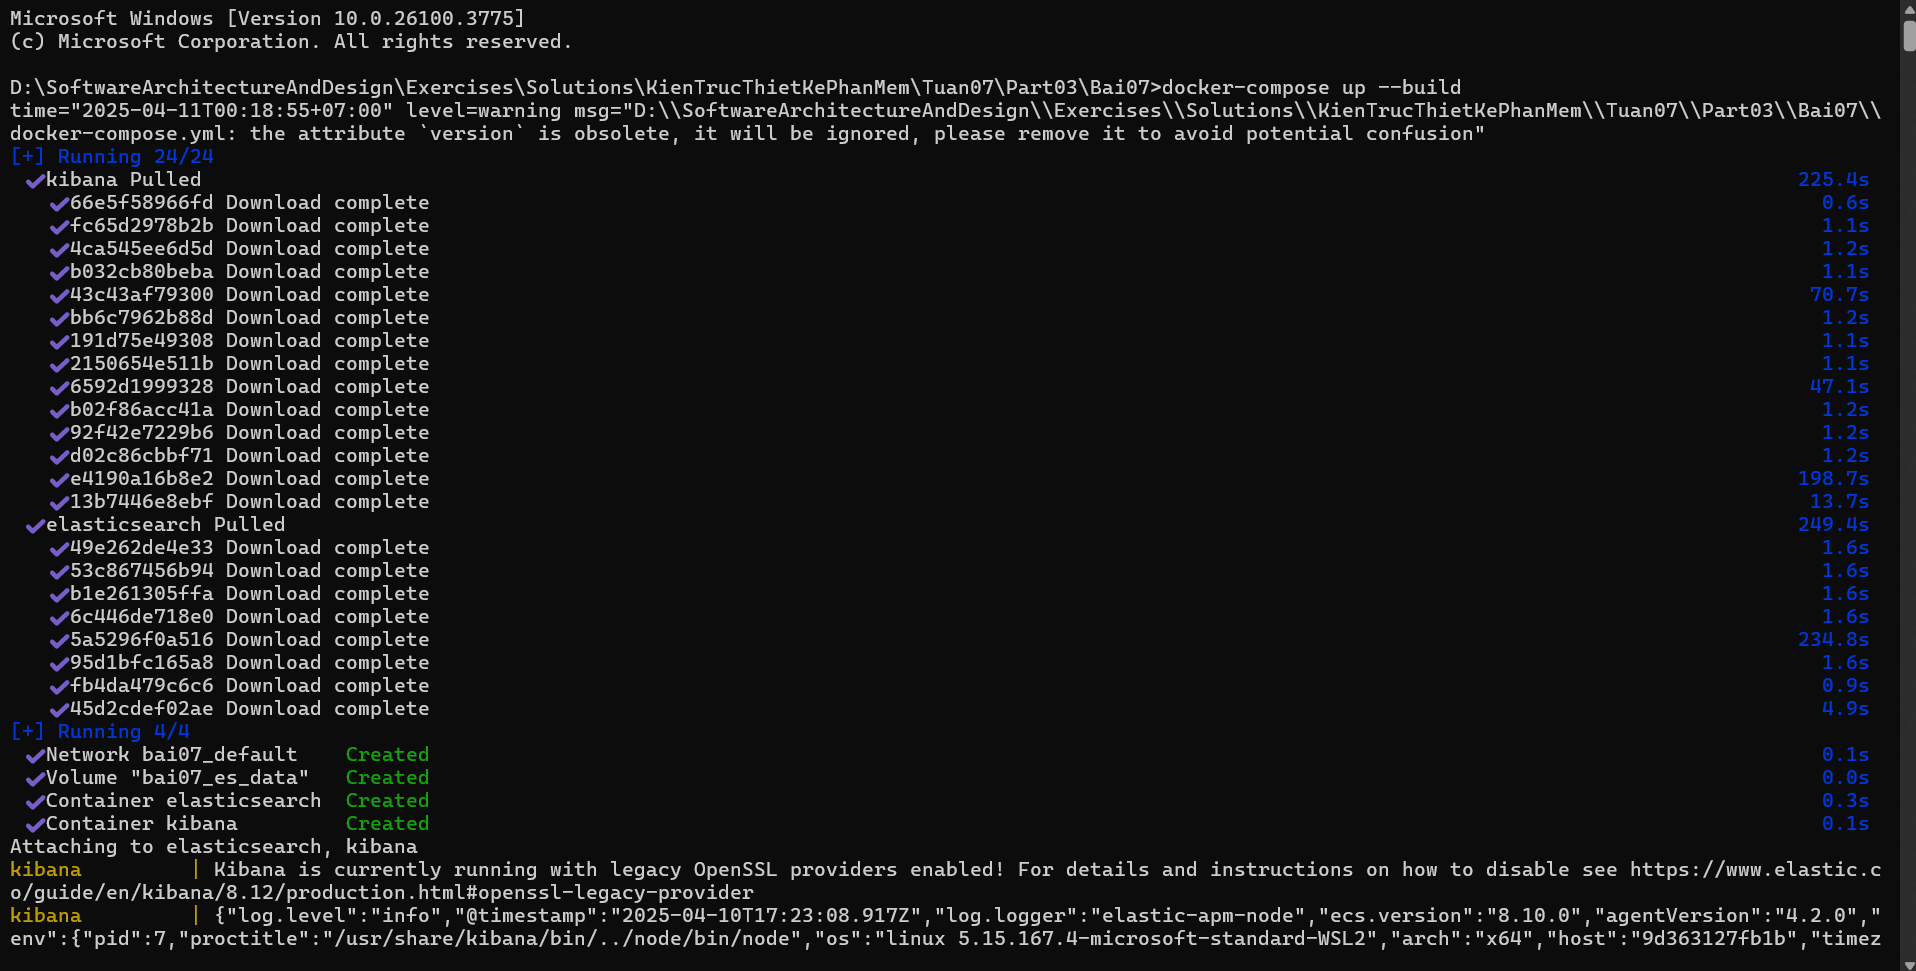 Microsoft Windows [Version 10.0.26100.3775]
(c) Microsoft Corporation. All rights reserved.
D:\SoftwareArchitectureAndDesign\Exercises\Solutions\KienTrucThietKePhanMem\Tuan07\Part03\Bai07>docker-compose up --build
time="2025-04-11T00:18:55+07:00" level=warning msg="D:\\SoftwareArchitectureAndDesign\\Exercises\\Solutions\\KienTrucThietKePhanMem\\Tuan07\\Part03\\Bai07\\
docker-compose.yml: the attribute `version` is obsolete, it will be ignored, please remove it to avoid potential confusion"
[+] Running 24/24
✔kibana Pulled 225.4s
✔66e5f58966fd Download complete 0.6s
✔fc65d2978b2b Download complete 1.1s
✔4ca545ee6d5d Download complete 1.2s
✔b032cb80beba Download complete 1.1s
✔43c43af79300 Download complete 70.7s
✔bb6c7962b88d Download complete 1.2s
✔191d75e49308 Download complete 1.1s
✔2150654e511b Download complete 1.1s
✔6592d1999328 Download complete 47.1s
✔b02f86acc41a Download complete 1.2s
✔92f42e7229b6 Download complete 1.2s
✔d02c86cbbf71 Download complete 1.2s
✔e4190a16b8e2 Download complete 198.7s
✔13b7446e8ebf Download complete 13.7s
✔elasticsearch Pulled 249.4s
✔49e262de4e33 Download complete 1.6s
✔53c867456b94 Download complete 1.6s
✔b1e261305ffa Download complete 1.6s
✔6c446de718e0 Download complete 1.6s
✔5a5296f0a516 Download complete 234.8s
✔95d1bfc165a8 Download complete 1.6s
✔fb4da479c6c6 Download complete 0.9s
✔45d2cdef02ae Download complete 4.9s
[+] Running 4/4
✔Network bai07_default Created 0.1s
✔Volume "bai07_es_data" Created 0.0s
✔Container elasticsearch Created 0.3s
✔Container kibana Created 0.1s
Attaching to elasticsearch, kibana
kibana | Kibana is currently running with legacy OpenSSL providers enabled! For details and instructions on how to disable see https://www.elastic.c
o/guide/en/kibana/8.12/production.html#openssl-legacy-provider
kibana | {"log.level":"info","@timestamp":"2025-04-10T17:23:08.917Z","log.logger":"elastic-apm-node","ecs.version":"8.10.0","agentVersion":"4.2.0","
env":{"pid":7,"proctitle":"/usr/share/kibana/bin/../node/bin/node","os":"linux 5.15.167.4-microsoft-standard-WSL2","arch":"x64","host":"9d363127fb1b","timez